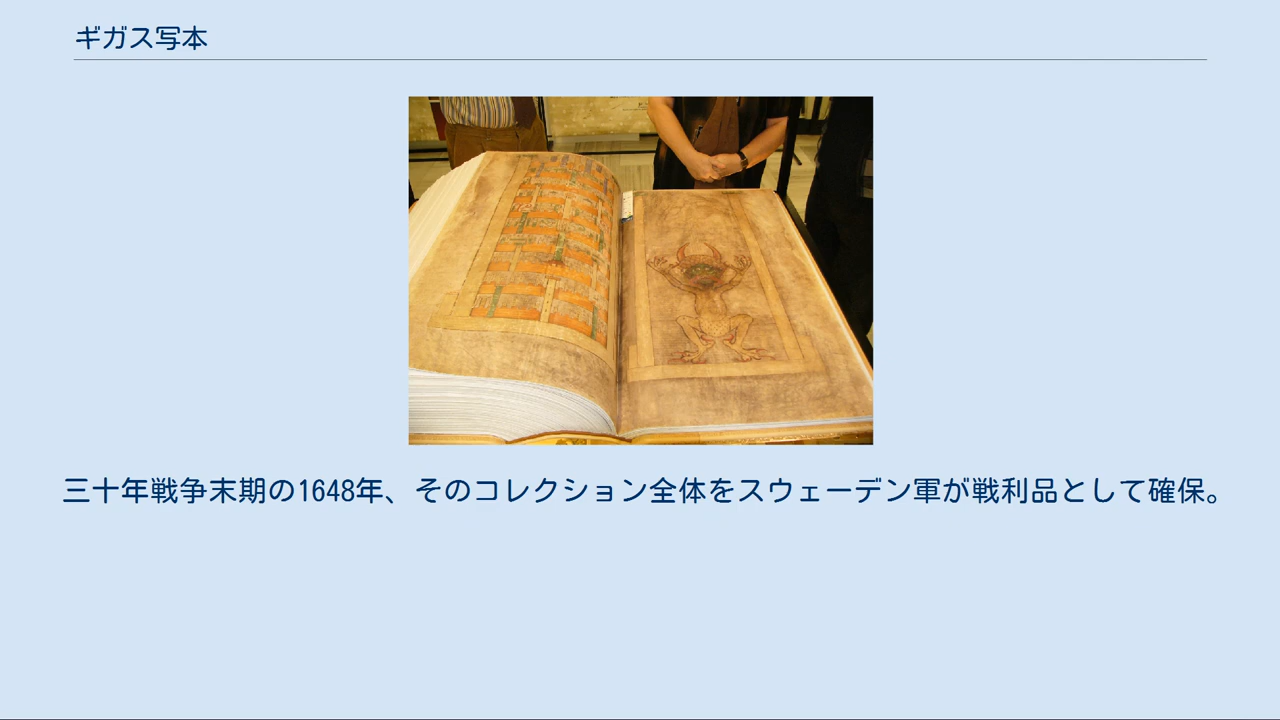 ギガス写本
三十年戦争末期の1648年、そのコレクション全体をスウェーデン軍が戦利品として確保。